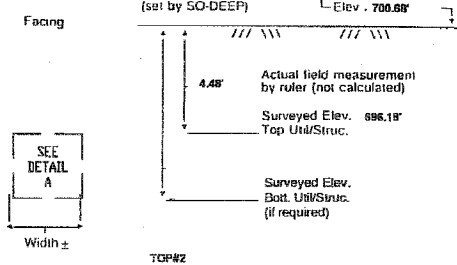 (set by SO-DEEP)
Elev. 700.68'
Facing
4.48'
Actual field measurement
by ruler (not calculated)
Surveyed Elev. 696.18'
Top Util/Struc.
SEE
DETAIL
A
Surveyed Elev.
Bott. Util/Struc.
(if required)
Width ±
TOP#2